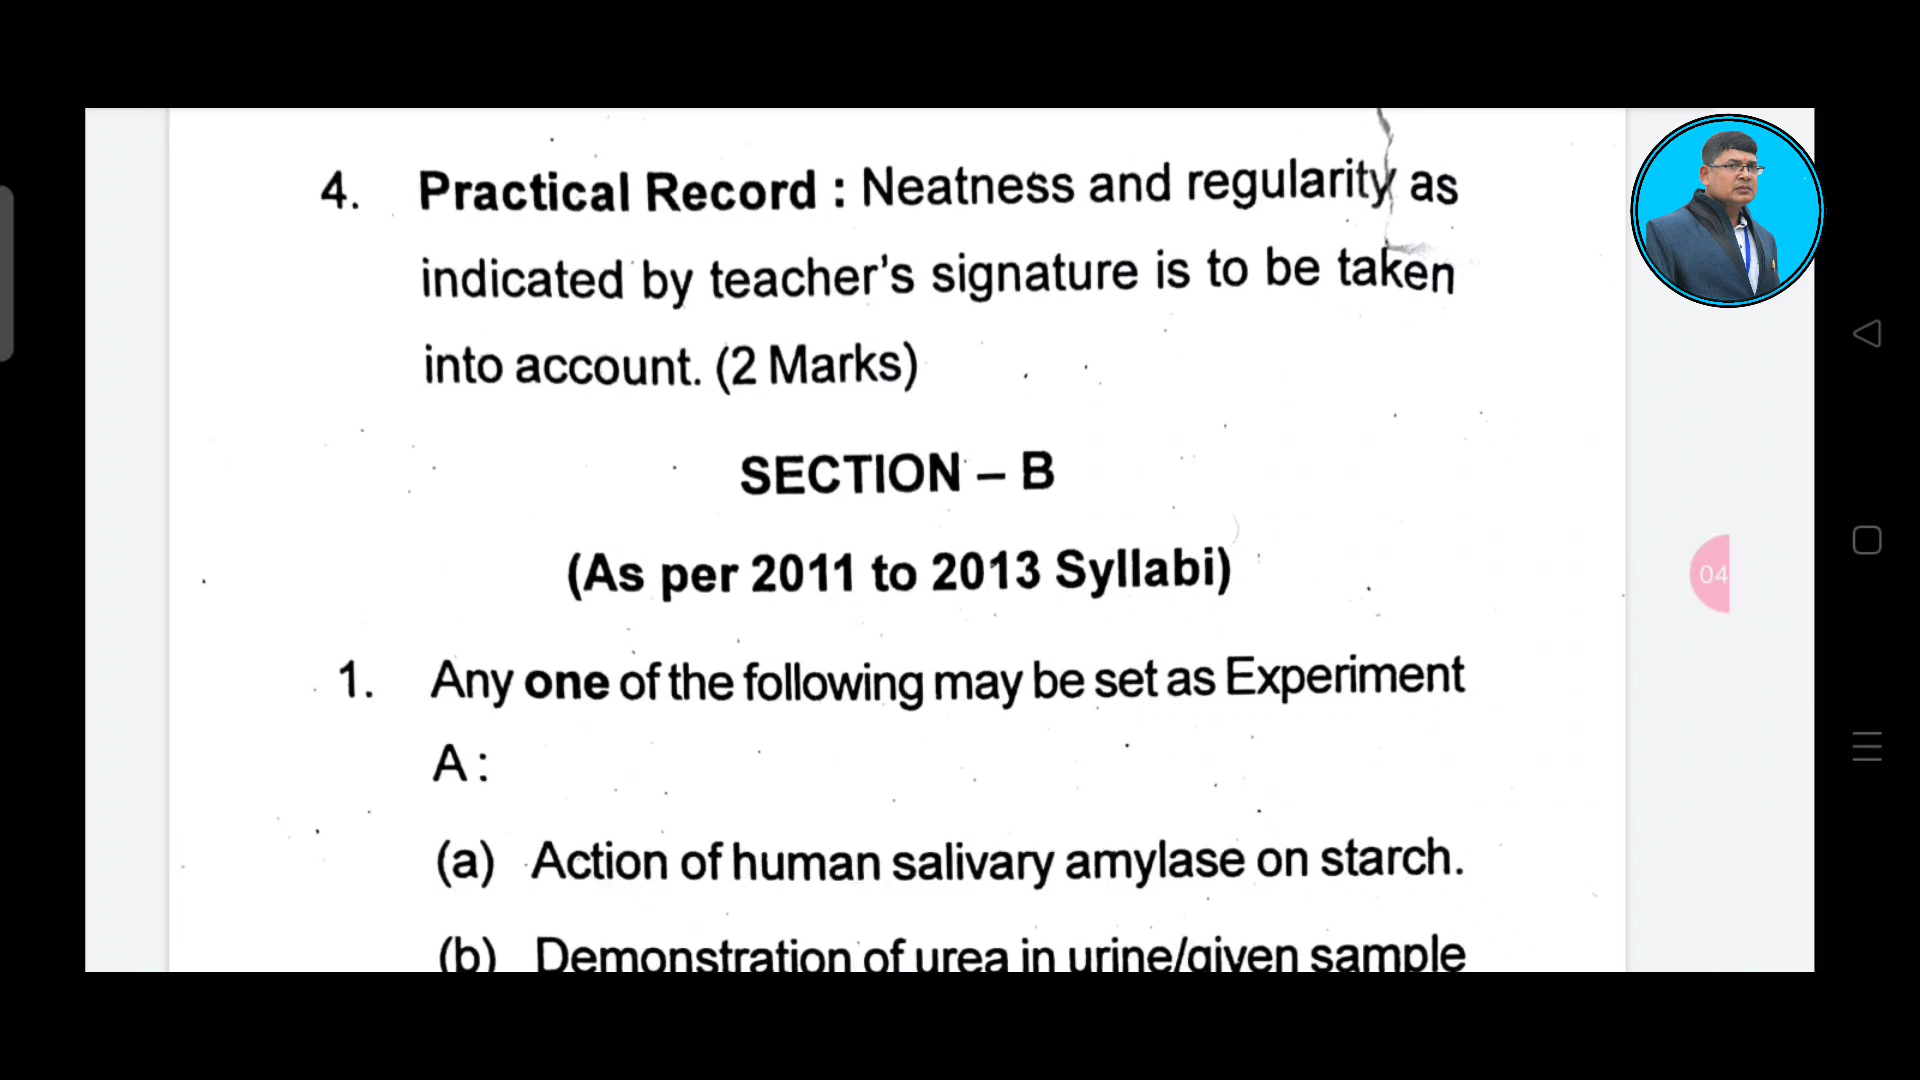 4. Practical Record : Neatness and regularity as
indicated by teacher's signature is to be taken
into account. (2 Marks)
SECTION – B
(As per 2011 to 2013 Syllabi)
1. Any one of the following may be set as Experiment
A :
(a) Action of human salivary amylase on starch.
(b) Demonstration of urea in urine/given sample
04